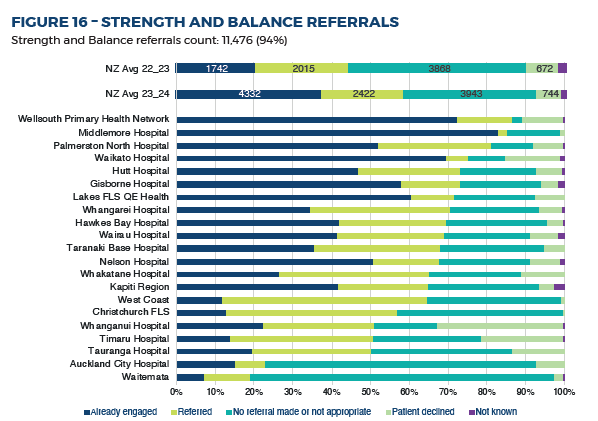 FIGURE 16 – STRENGTH AND BALANCE REFERRALS
Strength and Balance referrals count: 11,476 (94%)
NZ Avg 22_23 1742 2015 3868 672
NZ Avg 23_24 4332 2422 3943 744
Wellsouth Primary Health Network
Middlemore Hospital
Palmerston North Hospital
Waikato Hospital
Hutt Hospital
Gisborne Hospital
Lakes FLS QE Health
Whangarei Hospital
Hawkes Bay Hospital
Wairau Hospital
Taranaki Base Hospital
Nelson Hospital
Whakatane Hospital
Kapiti Region
West Coast
Christchurch FLS
Whanganui Hospital
Timaru Hospital
Tauranga Hospital
Auckland City Hospital
Waitemata
0% 10% 20% 30% 40% 50% 60% 70% 80% 90% 100%
Already engaged Referred No referral made or not appropriate Patient declined Not known